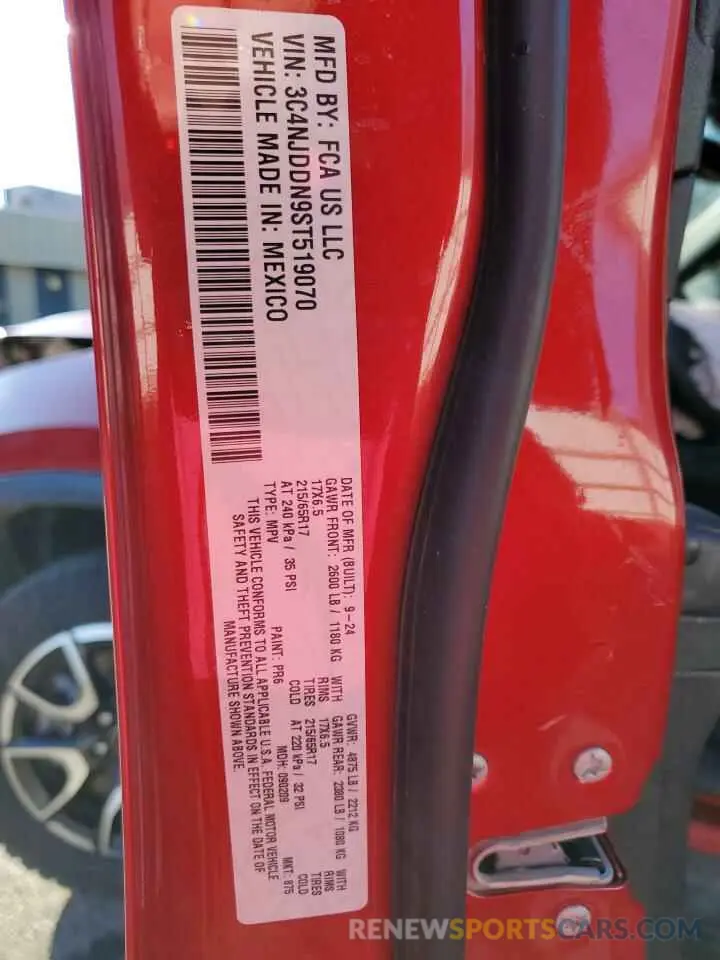 MFD BY: FCA US LLC
VIN: 3C4NJDDN9ST519070
VEHICLE MADE IN: MEXICO
DATE OF MFR (BUILT): 9-24 GVWR: 4875 LB / 2212 KG
GAWR FRONT: 2600 LB / 1180 KG WITH GAWR REAR: 2380 LB / 1080 KG WITH
17X6.5 RIMS 17X6.5 RIMS
215/65R17 TIRES 215/65R17 TIRES
AT 240 kPa / 35 PSI COLD AT 220 kPa / 32 PSI COLD
TYPE: MPV PAINT: PR6 MDH: 090209 MKT: 875
THIS VEHICLE CONFORMS TO ALL APPLICABLE U.S.A. FEDERAL MOTOR VEHICLE
SAFETY AND THEFT PREVENTION STANDARDS IN EFFECT ON THE DATE OF
MANUFACTURE SHOWN ABOVE.
RENEWSPORTSCARS.COM